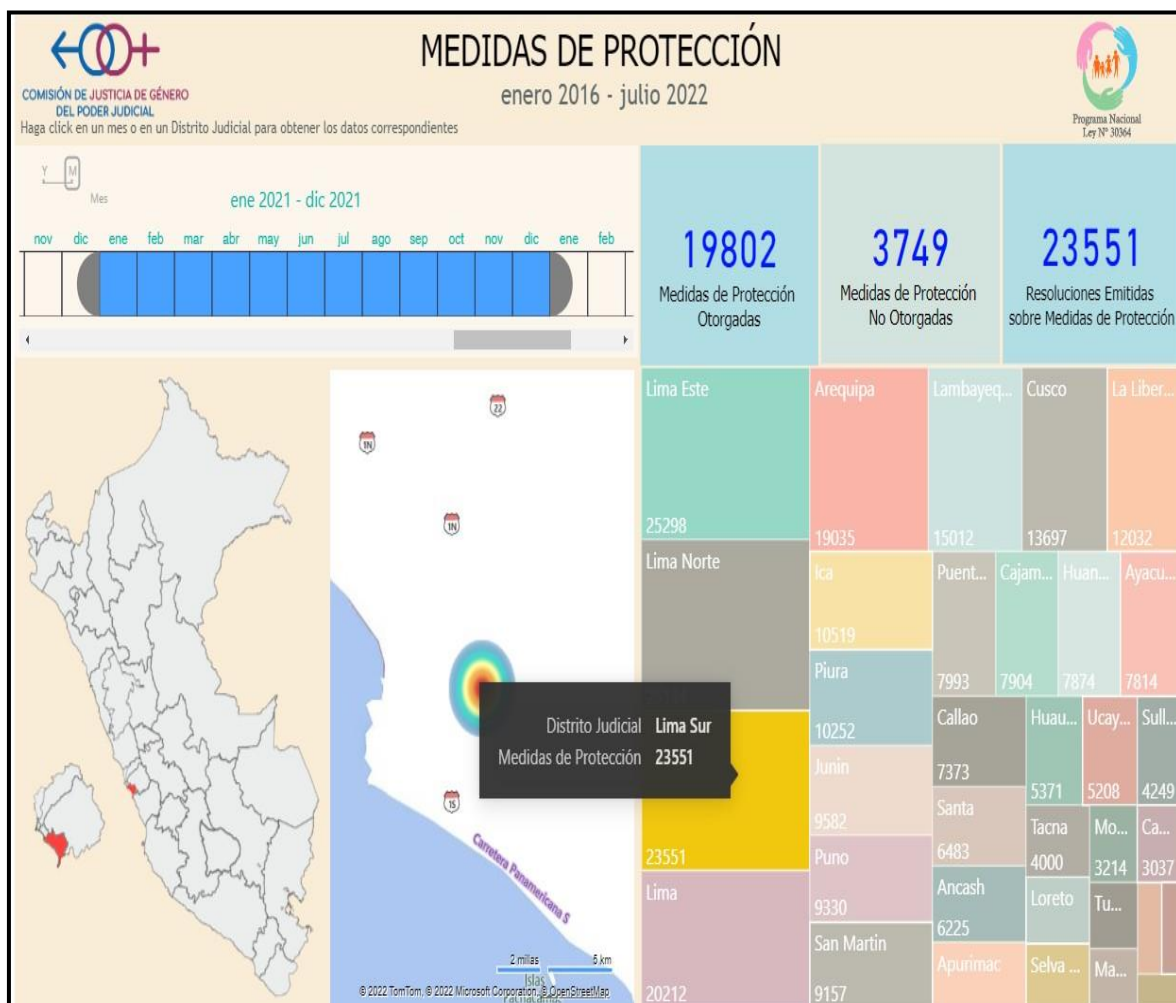 MEDIDAS DE PROTECCIÓN
enero 2016 - julio 2022
COMISIÓN DE JUSTICIA DE GÉNERO
DEL PODER JUDICIAL
Programa Nacional
Ley Nº 30364
Haga click en un mes o en un Distrito Judicial para obtener los datos correspondientes
Y M
Mes
ene 2021 - dic 2021
nov dic ene feb mar abr may jun jul ago sep oct nov dic ene feb
19802
Medidas de Protección
Otorgadas
3749
Medidas de Protección
No Otorgadas
23551
Resoluciones Emitidas
sobre Medidas de Protección
22
1N
1N
1S
Carretera Panamericana S
2 millas 5 km
Islas
© 2022 TomTom, © 2022 Microsoft Corporation, © OpenStreetMap
Distrito Judicial Lima Sur
Medidas de Protección 23551
Lima Este
25298
Lima Norte
23551
Lima
20212
Arequipa
19035
Lambayeq...
15012
Cusco
13697
La Liber...
12032
Ica
10519
Piura
10252
Junin
9582
Puno
9330
San Martin
9157
Puent...
7993
Cajam...
7904
Huan...
7874
Ayacu...
7814
Callao
7373
Santa
6483
Ancash
6225
Apurimac
Huau...
5371
Ucay...
5208
Sull...
4249
Tacna
4000
Mo...
3214
Ca...
3037
Loreto
Tu...
Selva ...
Ma...